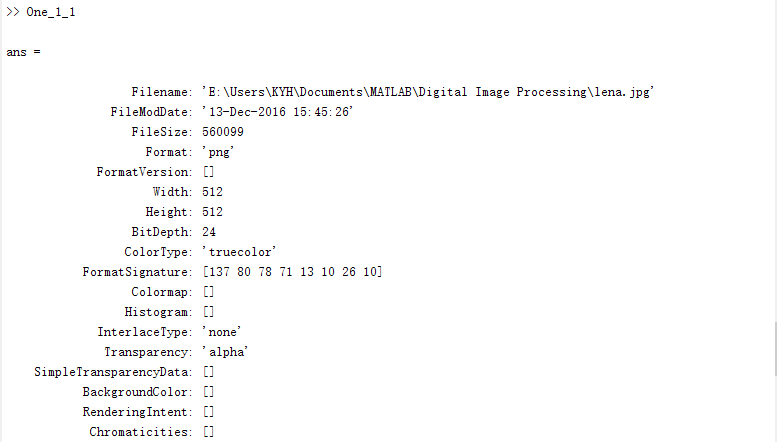 >> One_1_1
ans =
Filename: 'E:\Users\KYH\Documents\MATLAB\Digital Image Processing\lena.jpg'
FileModDate: '13-Dec-2016 15:45:26'
FileSize: 560099
Format: 'png'
FormatVersion: []
Width: 512
Height: 512
BitDepth: 24
ColorType: 'truecolor'
FormatSignature: [137 80 78 71 13 10 26 10]
Colormap: []
Histogram: []
InterlaceType: 'none'
Transparency: 'alpha'
SimpleTransparencyData: []
BackgroundColor: []
RenderingIntent: []
Chromaticities: []